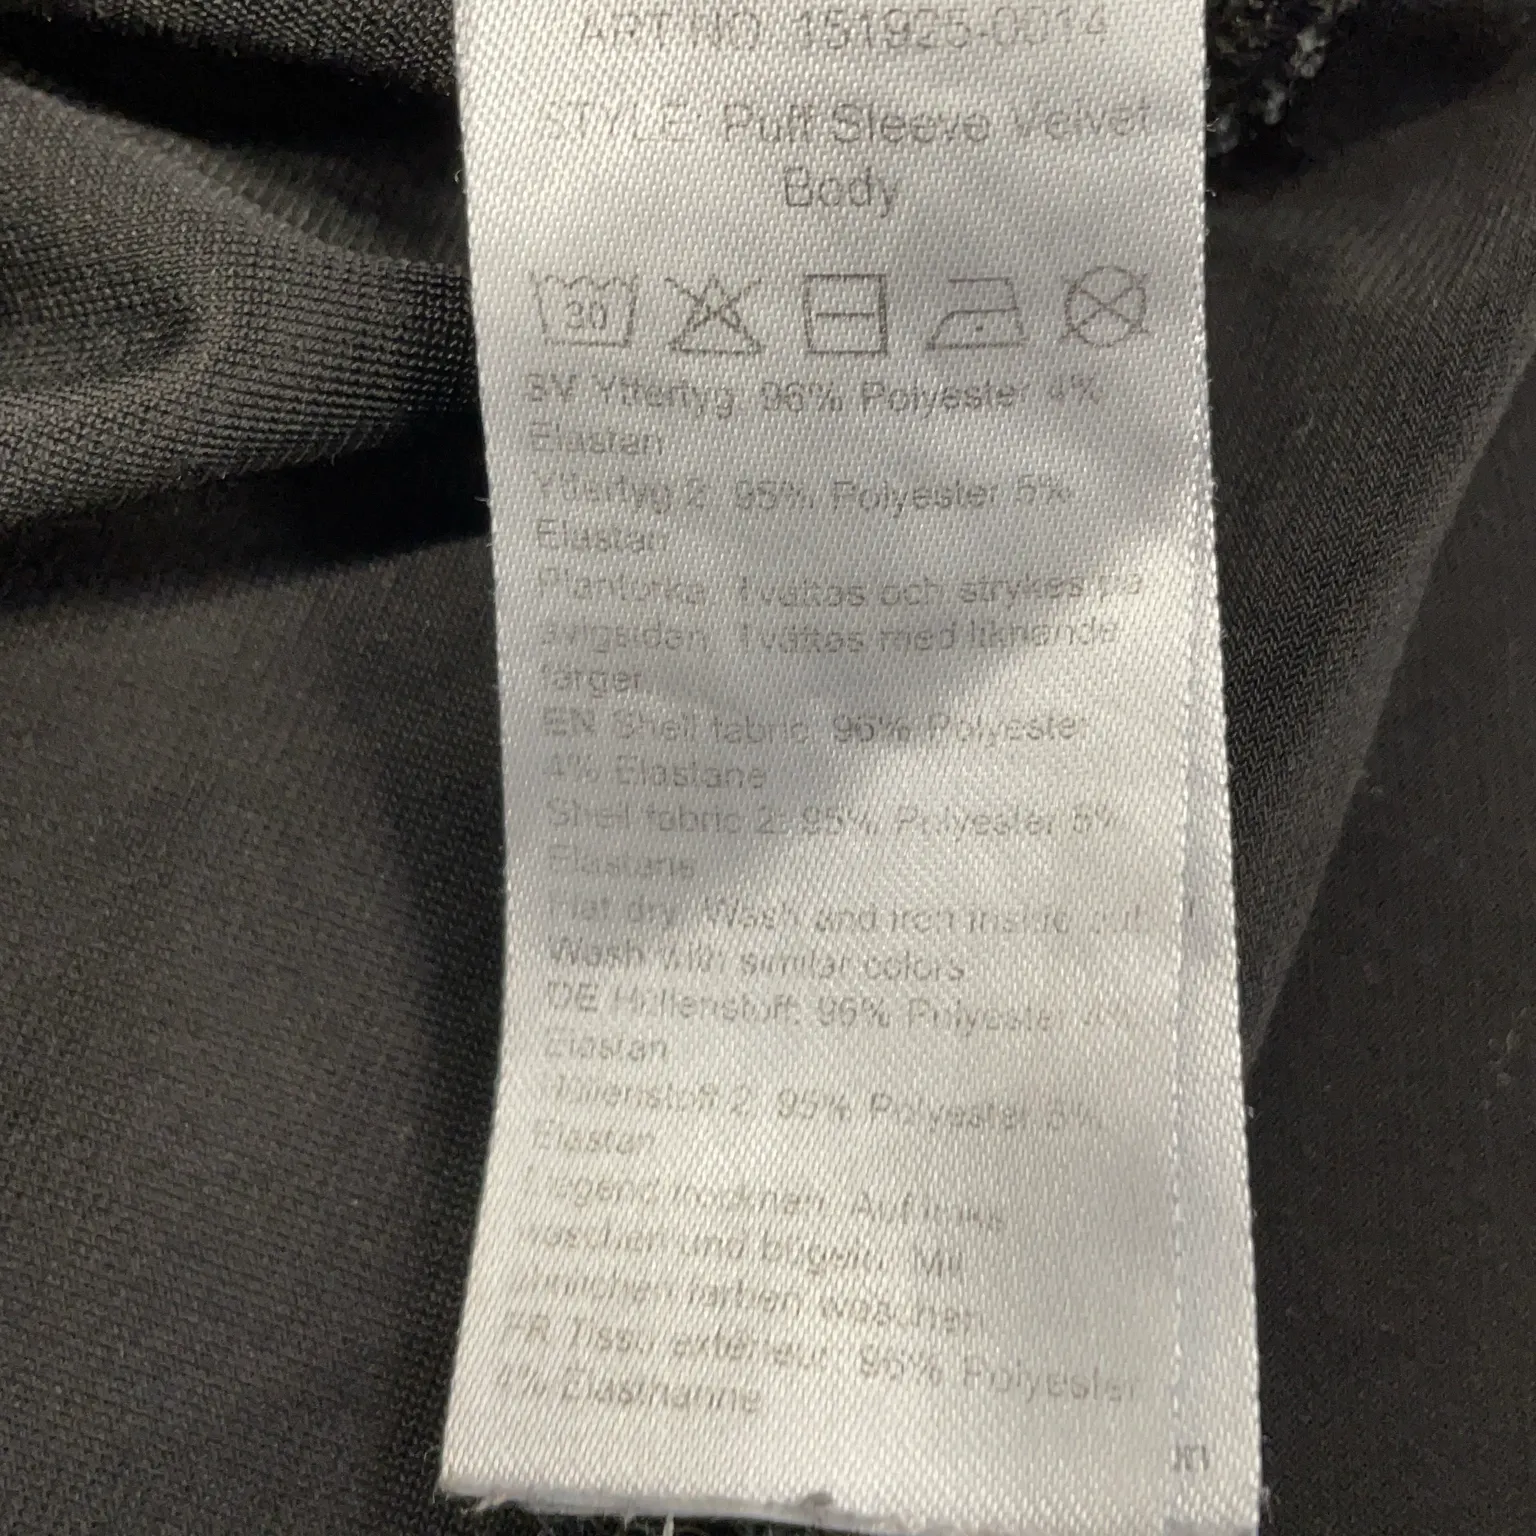 ART NO 151925-0014
STYLE: Puff Sleeve Velvet
Body
30
SV Yttertyg: 96% Polyester 4%
Elastan
Yttertyg 2: 95% Polyester 5%
Elastan
Plantorka. Tvättas och strykes på
avigsidan. Tvättas med liknande
färger
EN Shell fabric: 96% Polyester
4% Elastane
Shell fabric 2: 95% Polyester 5%
Elastane
Flat dry. Wash and iron inside out.
Wash with similar colors
DE Hüllenstoff: 96% Polyester 4%
Elastan
Hüllenstoff 2: 95% Polyester 5%
Elastan
Liegend trocknen. Auf links
waschen und bügeln. Mit
ähnlichen farben waschen
FR Tissu extérieur: 96% Polyester
4% Élasthanne